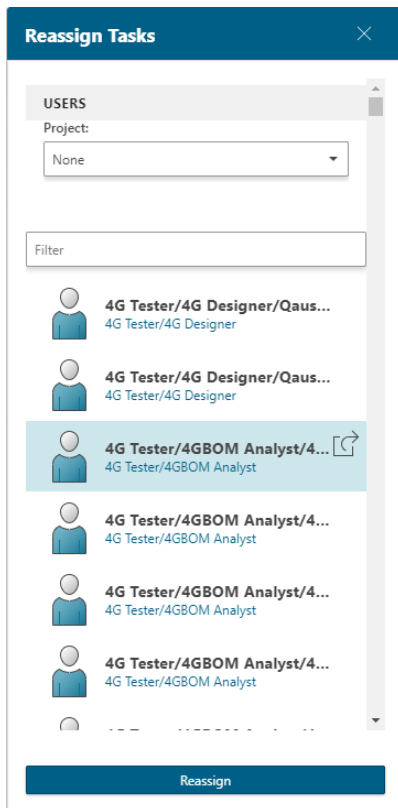 Reassign Tasks
USERS
Project:
None
Filter
4G Tester/4G Designer/Qaus...
4G Tester/4G Designer
4G Tester/4G Designer/Qaus...
4G Tester/4G Designer
4G Tester/4GBOM Analyst/4...
4G Tester/4GBOM Analyst
4G Tester/4GBOM Analyst/4...
4G Tester/4GBOM Analyst
4G Tester/4GBOM Analyst/4...
4G Tester/4GBOM Analyst
4G Tester/4GBOM Analyst/4...
4G Tester/4GBOM Analyst
Reassign